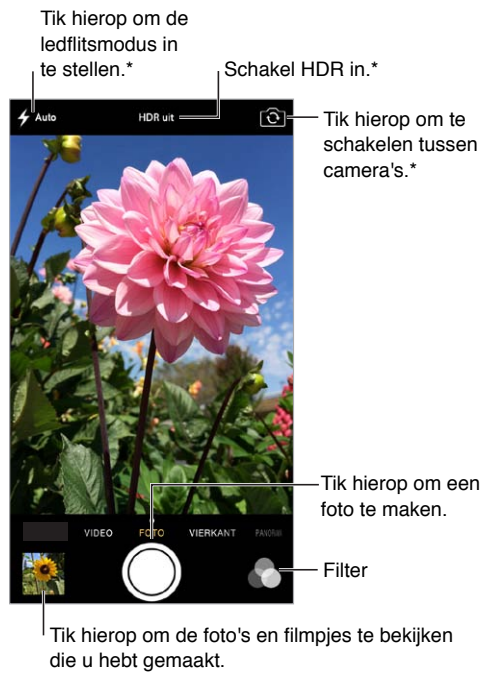 Tik hierop om de
ledflitsmodus in
te stellen.*
Schakel HDR in.*
Auto
HDR uit
Tik hierop om te
schakelen tussen
camera's.*
Tik hierop om een
foto te maken.
VIDEO
FOTO
VIERKANT
Filter
Tik hierop om de foto's en filmpjes te bekijken
die u hebt gemaakt.